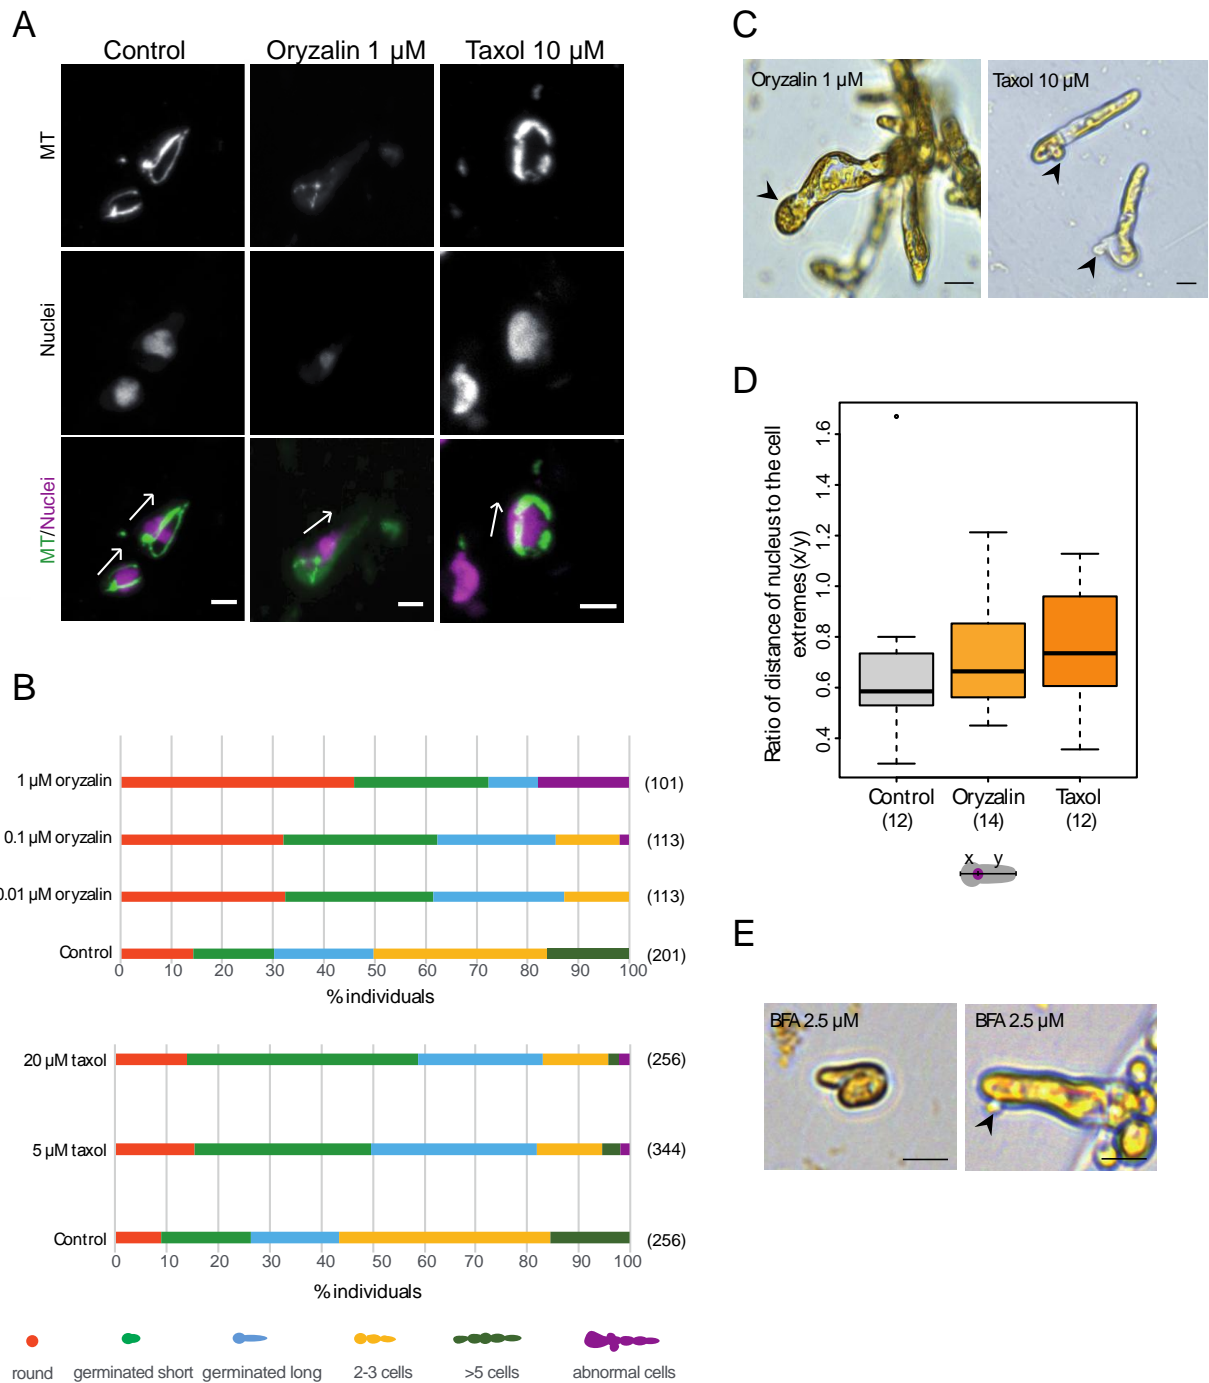 A
Control
Oryzalin 1 µM
Taxol 10 µM
MT
Nuclei
MT/Nuclei
B
1 µM oryzalin
(101)
0.1 µM oryzalin
(113)
0.01 µM oryzalin
(113)
Control
(201)
0 10 20 30 40 50 60 70 80 90 100
% individuals
20 µM taxol
(256)
5 µM taxol
(344)
Control
(256)
0 10 20 30 40 50 60 70 80 90 100
% individuals
round
germinated short
germinated long
2-3 cells
>5 cells
abnormal cells
C
Oryzalin 1 µM
Taxol 10 µM
D
Ratio of distance of nucleus to the cell
extremes (x/y)
1.6
1.4
1.2
1.0
0.8
0.6
0.4
Control Oryzalin Taxol
(12) (14) (12)
x y
E
BFA 2.5 µM
BFA 2.5 µM